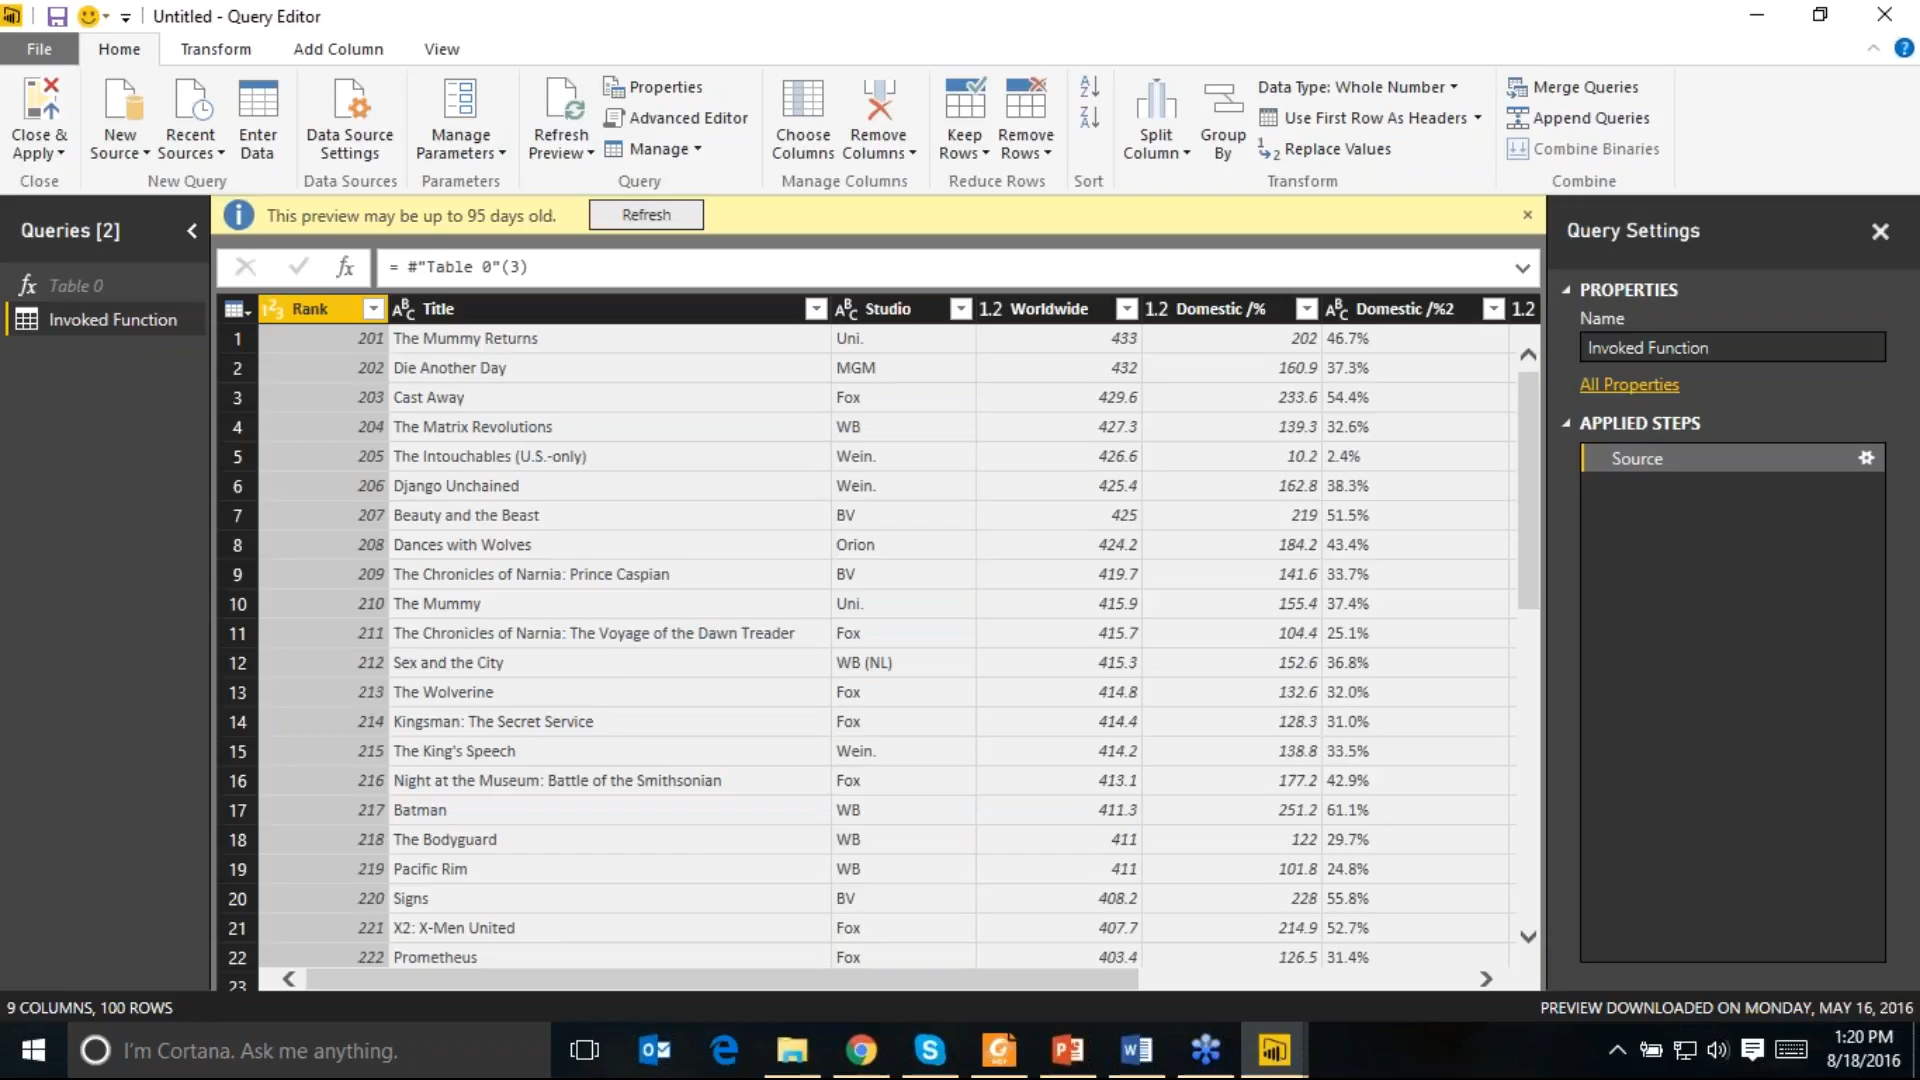 Untitled - Query Editor
File Home Transform Add Column View
Close & Apply
New Source
Recent Sources
Enter Data
Data Source Settings
Manage Parameters
Refresh Preview
Properties
Advanced Editor
Manage
Choose Columns
Remove Columns
Keep Rows
Remove Rows
Split Column
Group By
Data Type: Whole Number
Use First Row As Headers
Replace Values
Merge Queries
Append Queries
Combine Binaries
Close New Query Data Sources Parameters Query Manage Columns Reduce Rows Sort Transform Combine
Queries [2]
fx Table 0
Invoked Function
This preview may be up to 95 days old. Refresh
fx = #"Table 0"(3)
Rank Title Studio 1.2 Worldwide 1.2 Domestic /% Domestic /%2 1.2
1 201 The Mummy Returns Uni. 433 202 46.7%
2 202 Die Another Day MGM 432 160.9 37.3%
3 203 Cast Away Fox 429.6 233.6 54.4%
4 204 The Matrix Revolutions WB 427.3 139.3 32.6%
5 205 The Intouchables (U.S.-only) Wein. 426.6 10.2 2.4%
6 206 Django Unchained Wein. 425.4 162.8 38.3%
7 207 Beauty and the Beast BV 425 219 51.5%
8 208 Dances with Wolves Orion 424.2 184.2 43.4%
9 209 The Chronicles of Narnia: Prince Caspian BV 419.7 141.6 33.7%
10 210 The Mummy Uni. 415.9 155.4 37.4%
11 211 The Chronicles of Narnia: The Voyage of the Dawn Treader Fox 415.7 104.4 25.1%
12 212 Sex and the City WB (NL) 415.3 152.6 36.8%
13 213 The Wolverine Fox 414.8 132.6 32.0%
14 214 Kingsman: The Secret Service Fox 414.4 128.3 31.0%
15 215 The King's Speech Wein. 414.2 138.8 33.5%
16 216 Night at the Museum: Battle of the Smithsonian Fox 413.1 177.2 42.9%
17 217 Batman WB 411.3 251.2 61.1%
18 218 The Bodyguard WB 411 122 29.7%
19 219 Pacific Rim WB 411 101.8 24.8%
20 220 Signs BV 408.2 228 55.8%
21 221 X2: X-Men United Fox 407.7 214.9 52.7%
22 222 Prometheus Fox 403.4 126.5 31.4%
23
Query Settings
PROPERTIES
Name
Invoked Function
All Properties
APPLIED STEPS
Source
9 COLUMNS, 100 ROWS PREVIEW DOWNLOADED ON MONDAY, MAY 16, 2016
I'm Cortana. Ask me anything.
1:20 PM
8/18/2016